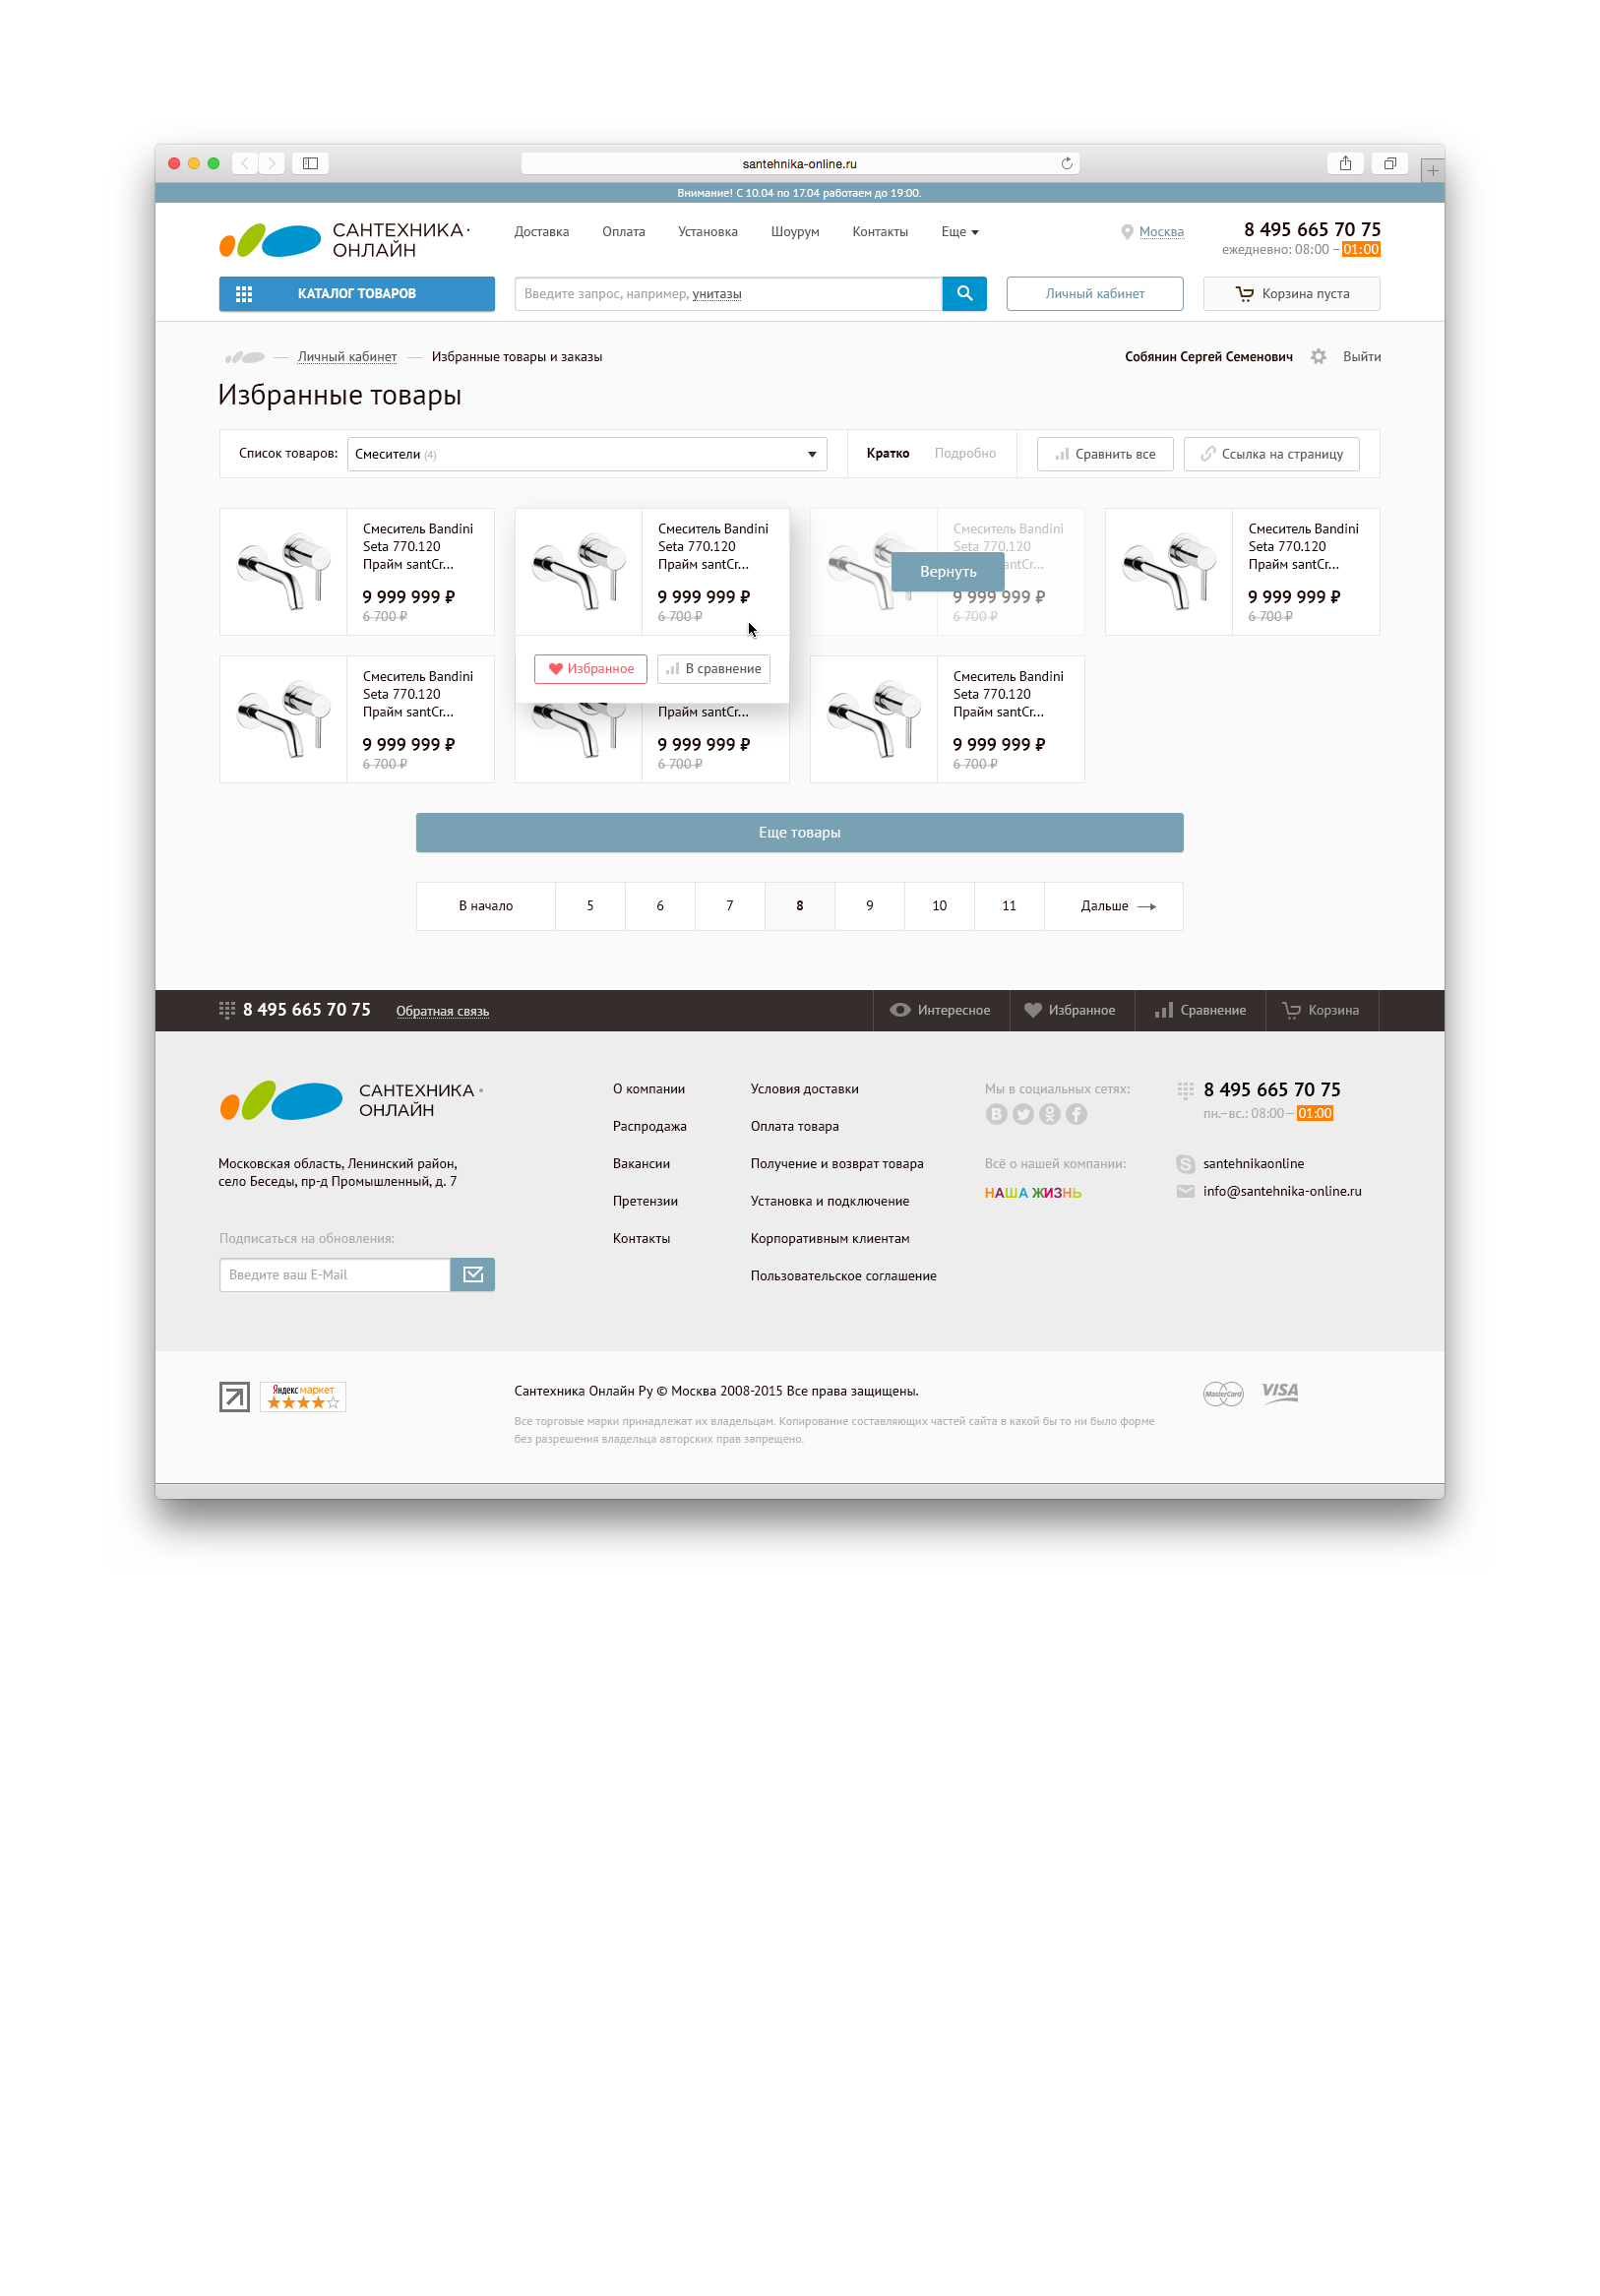 santehnika-online.ru
Внимание! С 10.04 по 17.04 работаем до 19:00.
САНТЕХНИКА
ОНЛАЙН
Доставка Оплата Установка Шоурум Контакты Еще
Москва
8 495 665 70 75
ежедневно: 08:00 – 01:00
КАТАЛОГ ТОВАРОВ
Введите запрос, например, унитазы
Личный кабинет
Корзина пуста
Личный кабинет — Избранные товары и заказы
Собянин Сергей Семенович
Выйти
Избранные товары
Список товаров: Смесители (4)
Кратко Подробно
Сравнить все
Ссылка на страницу
Смеситель Bandini
Seta 770.120
Прайм santCr...
9 999 999 ₽
6 700 ₽
Смеситель Bandini
Seta 770.120
Прайм santCr...
9 999 999 ₽
6 700 ₽
Избранное
В сравнение
Смеситель Bandini
Seta 770.120
antCr...
Вернуть
9 999 999 ₽
6 700 ₽
Смеситель Bandini
Seta 770.120
Прайм santCr...
9 999 999 ₽
6 700 ₽
Смеситель Bandini
Seta 770.120
Прайм santCr...
9 999 999 ₽
6 700 ₽
Прайм santCr...
9 999 999 ₽
6 700 ₽
Смеситель Bandini
Seta 770.120
Прайм santCr...
9 999 999 ₽
6 700 ₽
Еще товары
В начало 5 6 7 8 9 10 11 Дальше
8 495 665 70 75
Обратная связь
Интересное
Избранное
Сравнение
Корзина
САНТЕХНИКА
ОНЛАЙН
Московская область, Ленинский район,
село Беседы, пр-д Промышленный, д. 7
Подписаться на обновления:
Введите ваш E-Mail
О компании
Распродажа
Вакансии
Претензии
Контакты
Условия доставки
Оплата товара
Получение и возврат товара
Установка и подключение
Корпоративным клиентам
Пользовательское соглашение
Мы в социальных сетях:
Всё о нашей компании:
НАША ЖИЗНЬ
8 495 665 70 75
пн.–вс.: 08:00 – 01:00
santehnikaonline
info@santehnika-online.ru
Яндекс маркет
Сантехника Онлайн Ру © Москва 2008-2015 Все права защищены.
Все торговые марки принадлежат их владельцам. Копирование составляющих частей сайта в какой бы то ни было форме
без разрешения владельца авторских прав запрещено.
MasterCard
VISA